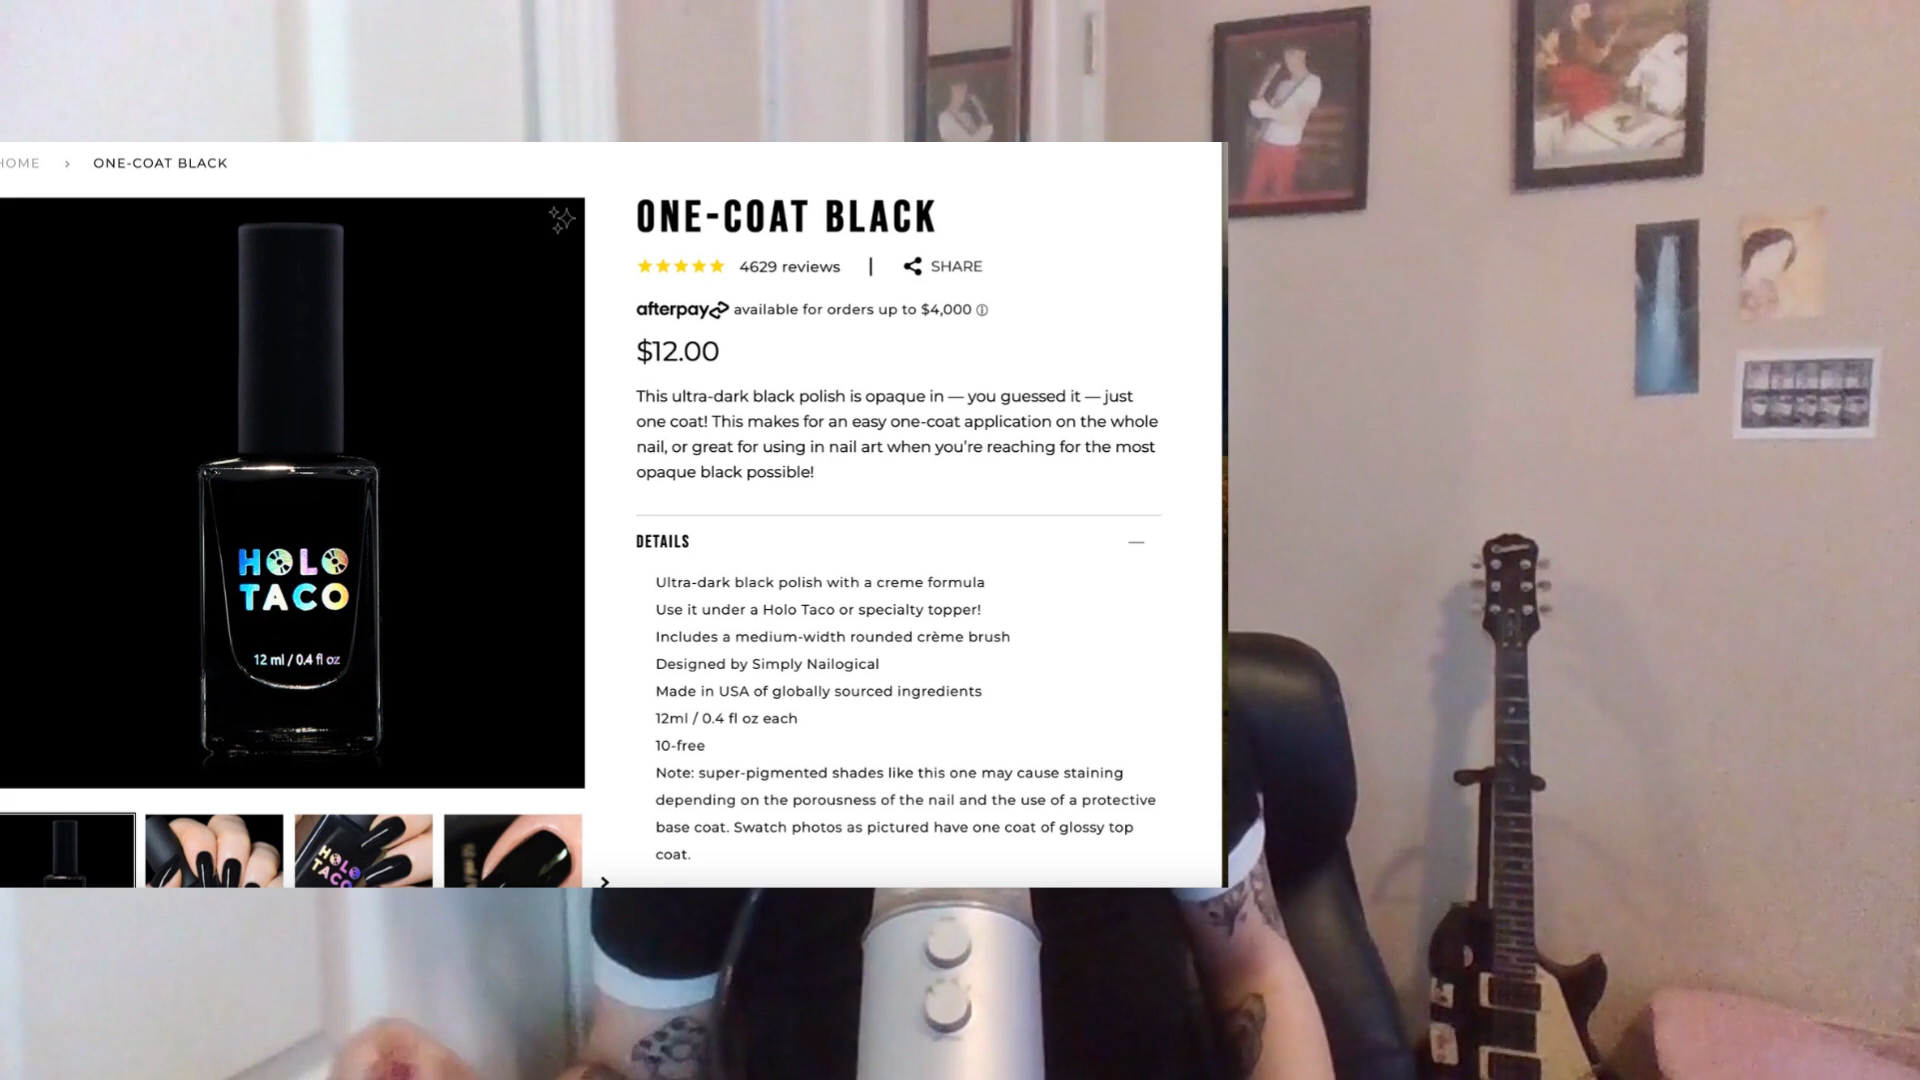 HOME > ONE-COAT BLACK
HOLO
TACO
12 ml / 0.4 fl oz
HOLO
TACO
ONE-COAT BLACK
4629 reviews | SHARE
afterpay available for orders up to $4,000
$12.00
This ultra-dark black polish is opaque in — you guessed it — just
one coat! This makes for an easy one-coat application on the whole
nail, or great for using in nail art when you're reaching for the most
opaque black possible!
DETAILS
Ultra-dark black polish with a creme formula
Use it under a Holo Taco or specialty topper!
Includes a medium-width rounded crème brush
Designed by Simply Nailogical
Made in USA of globally sourced ingredients
12ml / 0.4 fl oz each
10-free
Note: super-pigmented shades like this one may cause staining
depending on the porousness of the nail and the use of a protective
base coat. Swatch photos as pictured have one coat of glossy top
coat.